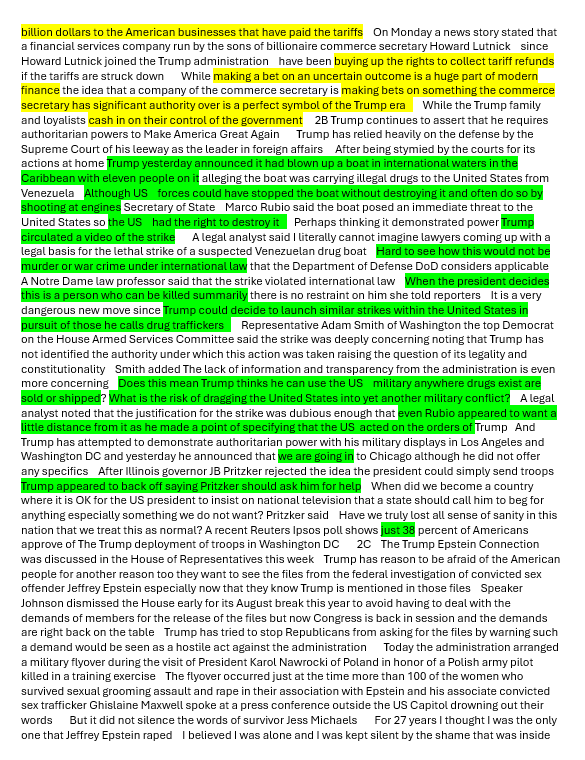 billion dollars to the American businesses that have paid the tariffs On Monday a news story stated that
a financial services company run by the sons of billionaire commerce secretary Howard Lutnick since
Howard Lutnick joined the Trump administration have been buying up the rights to collect tariff refunds
if the tariffs are struck down While making a bet on an uncertain outcome is a huge part of modern
finance the idea that a company of the commerce secretary is making bets on something the commerce
secretary has significant authority over is a perfect symbol of the Trump era While the Trump family
and loyalists cash in on their control of the government 2B Trump continues to assert that he requires
authoritarian powers to Make America Great Again Trump has relied heavily on the defense by the
Supreme Court of his leeway as the leader in foreign affairs After being stymied by the courts for its
actions at home Trump yesterday announced it had blown up a boat in international waters in the
Caribbean with eleven people on it alleging the boat was carrying illegal drugs to the United States from
Venezuela Although US forces could have stopped the boat without destroying it and often do so by
shooting at engines Secretary of State Marco Rubio said the boat posed an immediate threat to the
United States so the US had the right to destroy it Perhaps thinking it demonstrated power Trump
circulated a video of the strike A legal analyst said I literally cannot imagine lawyers coming up with a
legal basis for the lethal strike of a suspected Venezuelan drug boat Hard to see how this would not be
murder or war crime under international law that the Department of Defense DoD considers applicable
A Notre Dame law professor said that the strike violated international law When the president decides
this is a person who can be killed summarily there is no restraint on him she told reporters It is a very
dangerous new move since Trump could decide to launch similar strikes within the United States in
pursuit of those he calls drug traffickers Representative Adam Smith of Washington the top Democrat
on the House Armed Services Committee said the strike was deeply concerning noting that Trump has
not identified the authority under which this action was taken raising the question of its legality and
constitutionality Smith added The lack of information and transparency from the administration is even
more concerning Does this mean Trump thinks he can use the US military anywhere drugs exist are
sold or shipped? What is the risk of dragging the United States into yet another military conflict? A legal
analyst noted that the justification for the strike was dubious enough that even Rubio appeared to want a
little distance from it as he made a point of specifying that the US acted on the orders of Trump And
Trump has attempted to demonstrate authoritarian power with his military displays in Los Angeles and
Washington DC and yesterday he announced that we are going in to Chicago although he did not offer
any specifics After Illinois governor JB Pritzker rejected the idea the president could simply send troops
Trump appeared to back off saying Pritzker should ask him for help When did we become a country
where it is OK for the US president to insist on national television that a state should call him to beg for
anything especially something we do not want? Pritzker said Have we truly lost all sense of sanity in this
nation that we treat this as normal? A recent Reuters Ipsos poll shows just 38 percent of Americans
approve of The Trump deployment of troops in Washington DC 2C The Trump Epstein Connection
was discussed in the House of Representatives this week Trump has reason to be afraid of the American
people for another reason too they want to see the files from the federal investigation of convicted sex
offender Jeffrey Epstein especially now that they know Trump is mentioned in those files Speaker
Johnson dismissed the House early for its August break this year to avoid having to deal with the
demands of members for the release of the files but now Congress is back in session and the demands
are right back on the table Trump has tried to stop Republicans from asking for the files by warning such
a demand would be seen as a hostile act against the administration Today the administration arranged
a military flyover during the visit of President Karol Nawrocki of Poland in honor of a Polish army pilot
killed in a training exercise The flyover occurred just at the time more than 100 of the women who
survived sexual grooming assault and rape in their association with Epstein and his associate convicted
sex trafficker Ghislaine Maxwell spoke at a press conference outside the US Capitol drowning out their
words But it did not silence the words of survivor Jess Michaels For 27 years I thought I was the only
one that Jeffrey Epstein raped I believed I was alone and I was kept silent by the shame that was inside